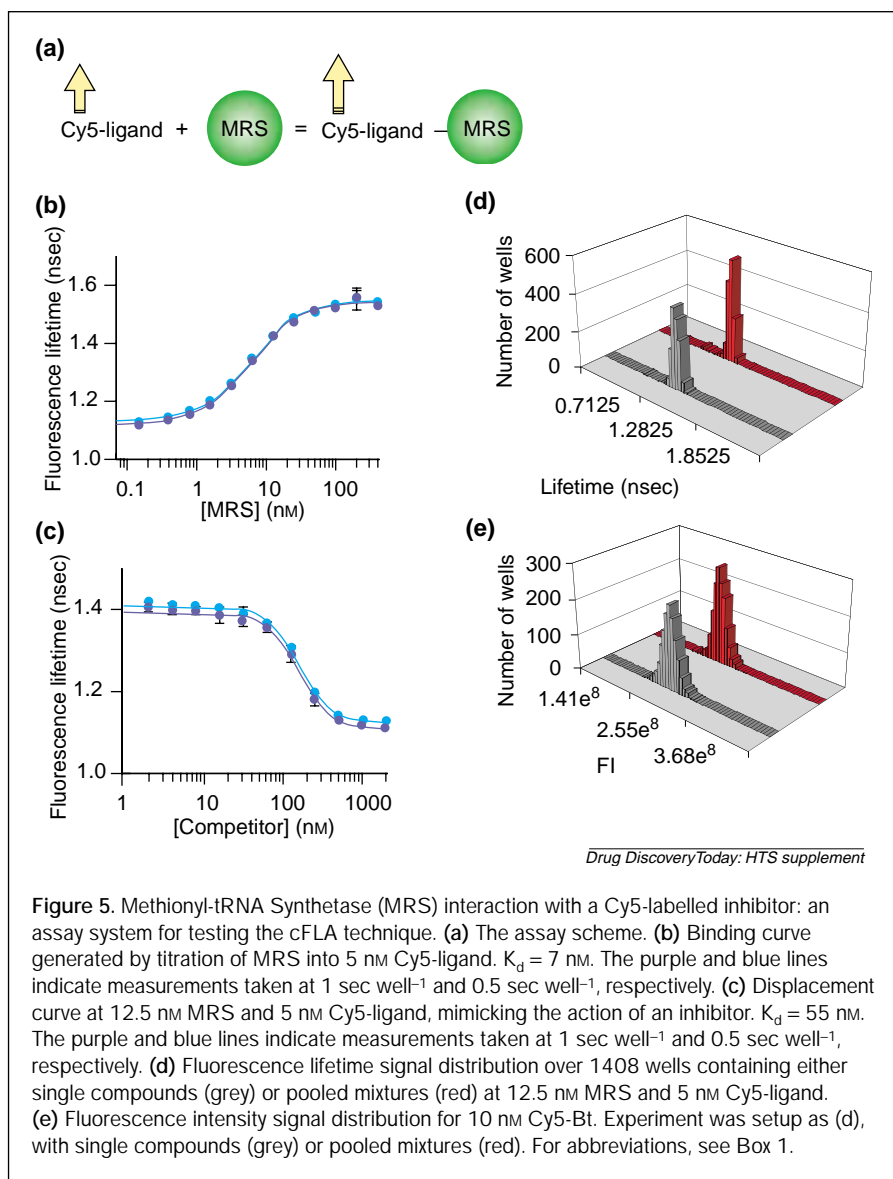 (a)
Cy5-ligand + MRS = Cy5-ligand – MRS
(b)
Fluorescence lifetime (nsec)
1.6
1.4
1.2
1.0
0.1 1 10 100
[MRS] (nM)
(c)
Fluorescence lifetime (nsec)
1.4
1.2
1.0
1 10 100 1000
[Competitor] (nM)
(d)
Number of wells
600
400
200
0
0.7125
1.2825
1.8525
Lifetime (nsec)
(e)
Number of wells
300
200
100
0
1.41e⁸
2.55e⁸
3.68e⁸
FI
Drug DiscoveryToday: HTS supplement
Figure 5. Methionyl-tRNA Synthetase (MRS) interaction with a Cy5-labelled inhibitor: an
assay system for testing the cFLA technique. (a) The assay scheme. (b) Binding curve
generated by titration of MRS into 5 nM Cy5-ligand. Kd = 7 nM. The purple and blue lines
indicate measurements taken at 1 sec well⁻¹ and 0.5 sec well⁻¹, respectively. (c) Displacement
curve at 12.5 nM MRS and 5 nM Cy5-ligand, mimicking the action of an inhibitor. Kd = 55 nM.
The purple and blue lines indicate measurements taken at 1 sec well⁻¹ and 0.5 sec well⁻¹,
respectively. (d) Fluorescence lifetime signal distribution over 1408 wells containing either
single compounds (grey) or pooled mixtures (red) at 12.5 nM MRS and 5 nM Cy5-ligand.
(e) Fluorescence intensity signal distribution for 10 nM Cy5-Bt. Experiment was setup as (d),
with single compounds (grey) or pooled mixtures (red). For abbreviations, see Box 1.